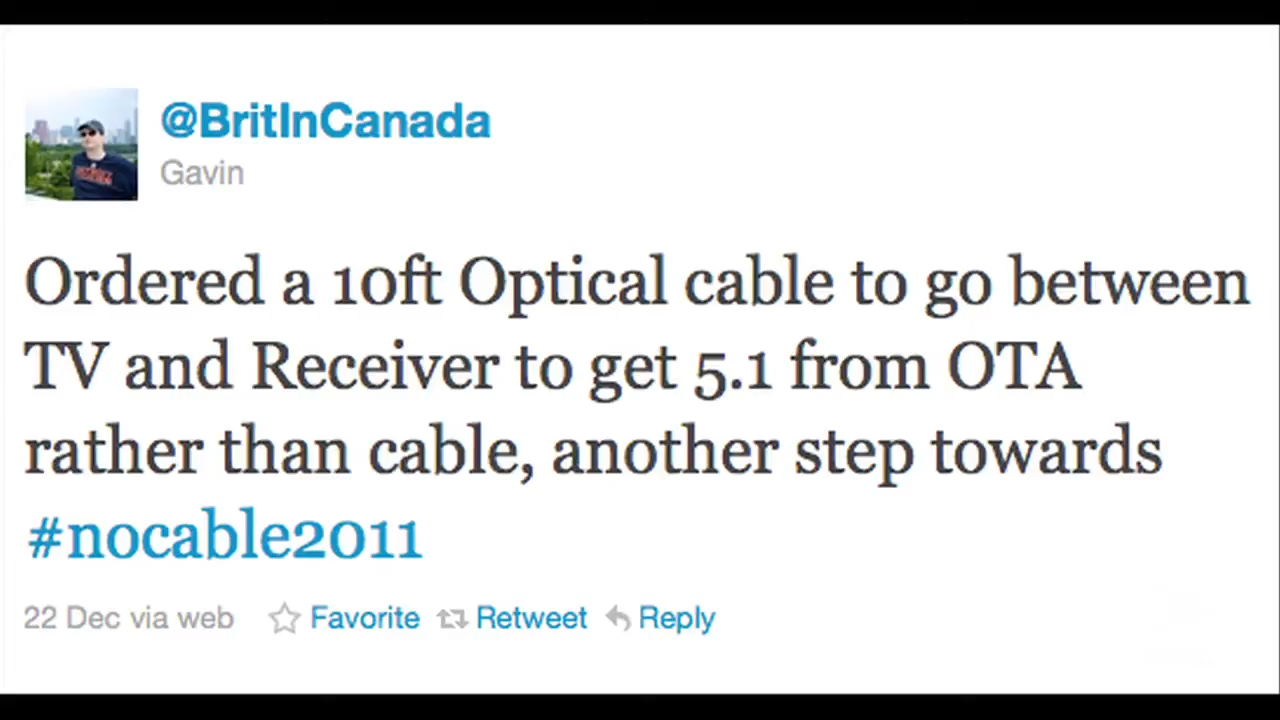 @BritInCanada
Gavin
Ordered a 10ft Optical cable to go between
TV and Receiver to get 5.1 from OTA
rather than cable, another step towards
#nocable2011
22 Dec via web Favorite Retweet Reply